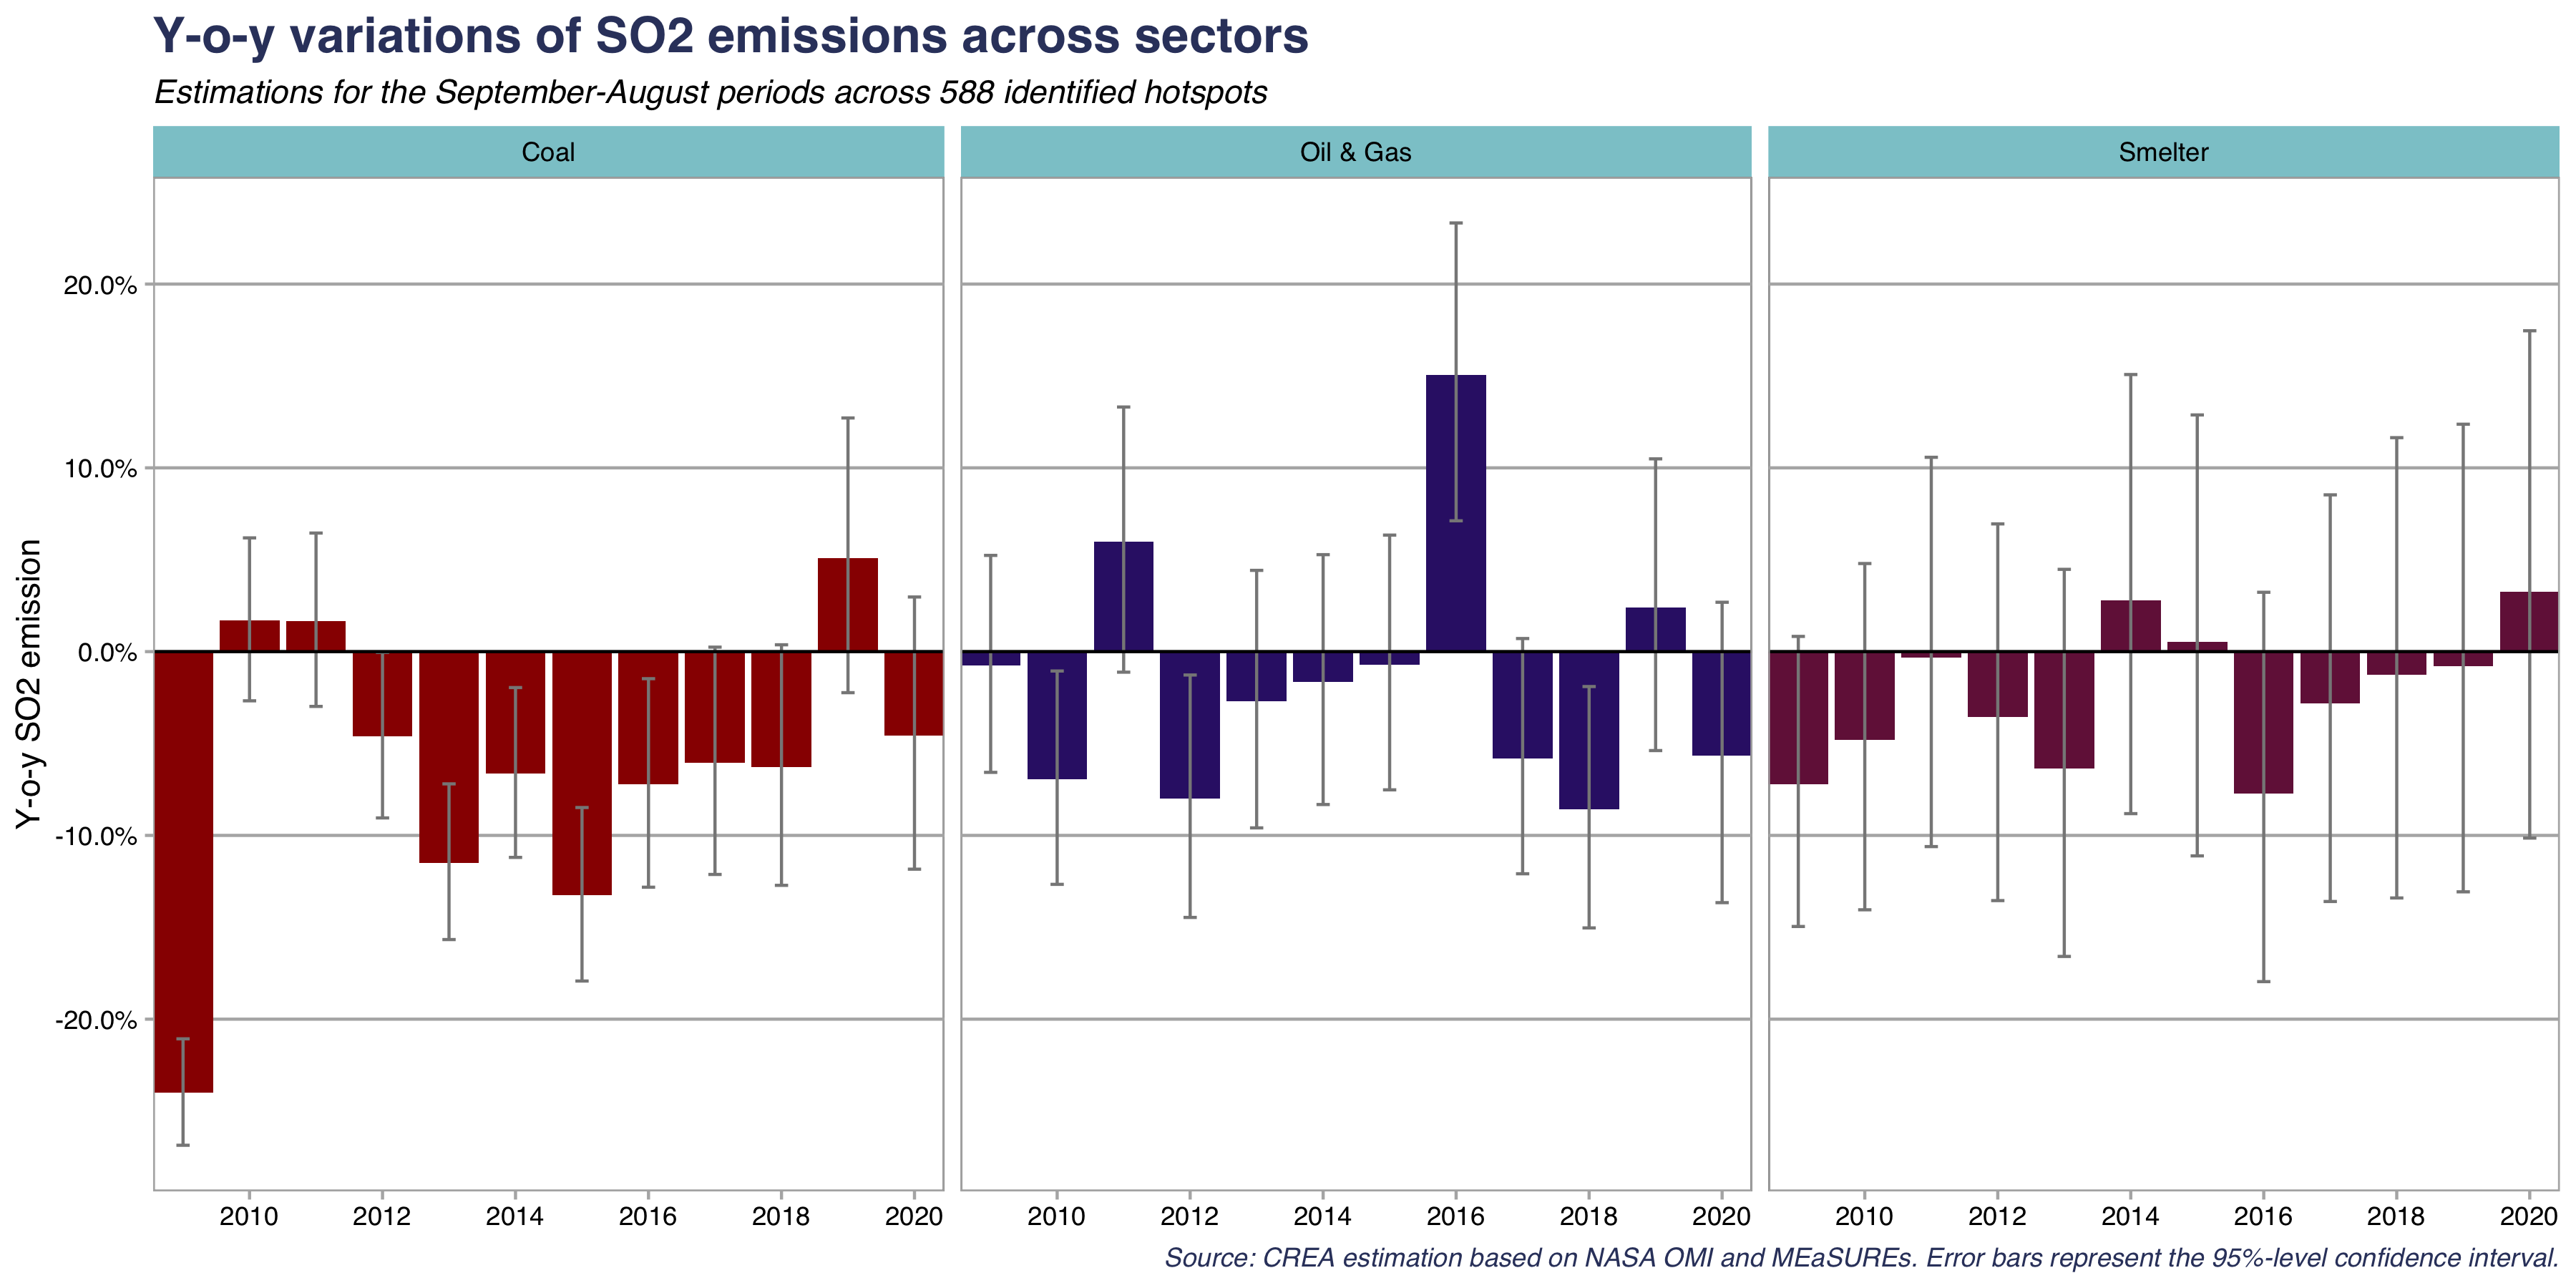 Y-o-y variations of SO2 emissions across sectors
Estimations for the September-August periods across 588 identified hotspots
Coal
Oil & Gas
Smelter
Y-o-y SO2 emission
20.0%
10.0%
0.0%
-10.0%
-20.0%
2010 2012 2014 2016 2018 2020
2010 2012 2014 2016 2018 2020
2010 2012 2014 2016 2018 2020
Source: CREA estimation based on NASA OMI and MEaSUREs. Error bars represent the 95%-level confidence interval.